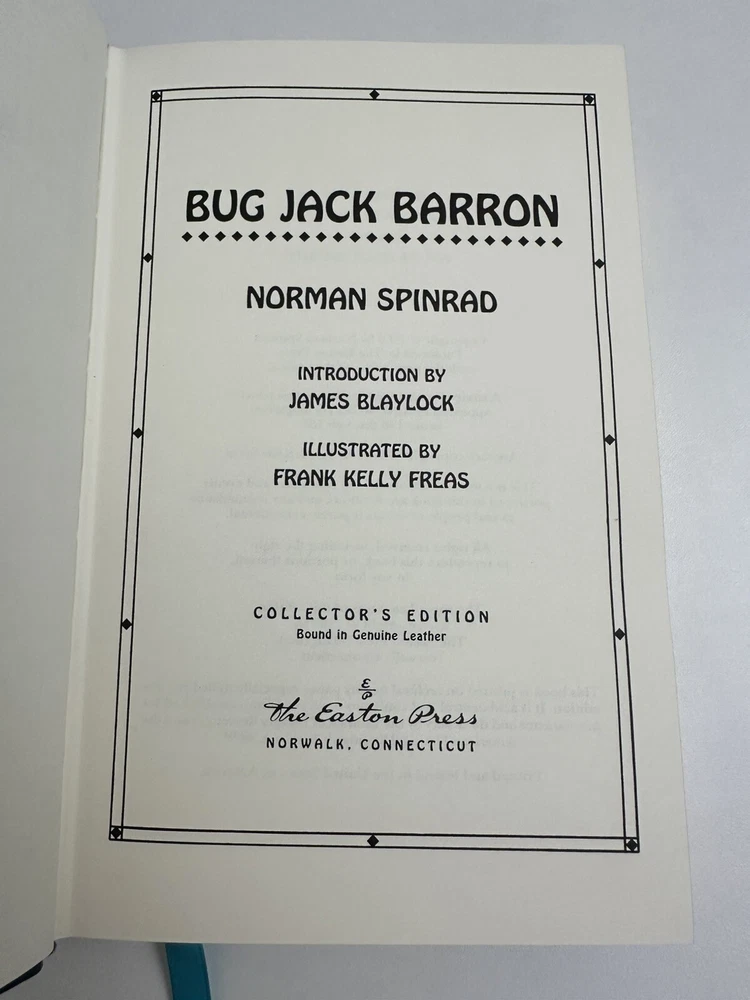 BUG JACK BARRON
NORMAN SPINRAD
INTRODUCTION BY
JAMES BLAYLOCK
ILLUSTRATED BY
FRANK KELLY FREAS
COLLECTOR'S EDITION
Bound in Genuine Leather
E
P
The Easton Press
NORWALK, CONNECTICUT